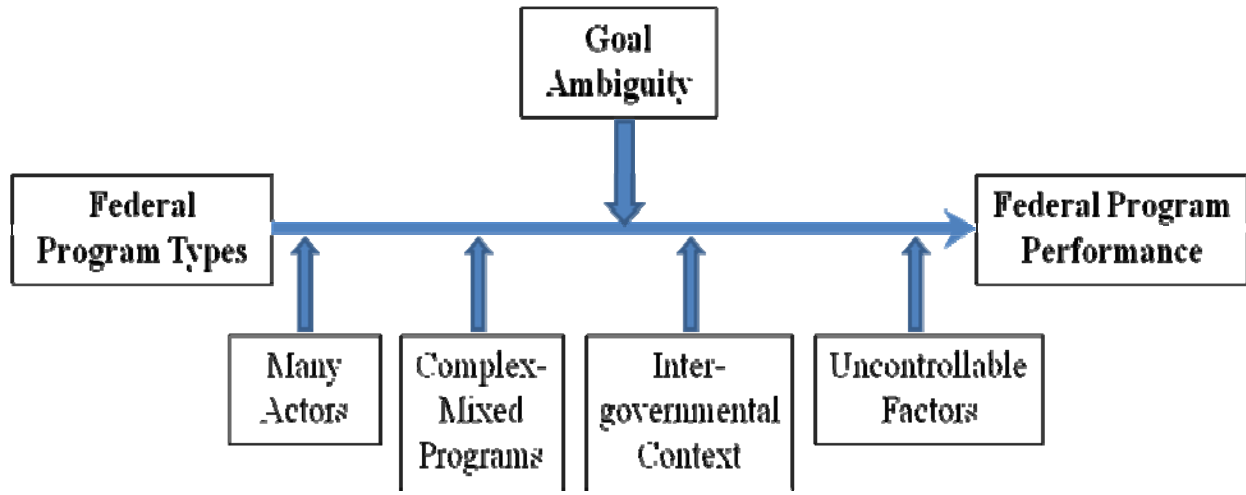 Goal
Ambiguity
Federal
Program Types
Federal Program
Performance
Many
Actors
Complex-
Mixed
Programs
Inter-
governmental
Context
Uncontrollable
Factors